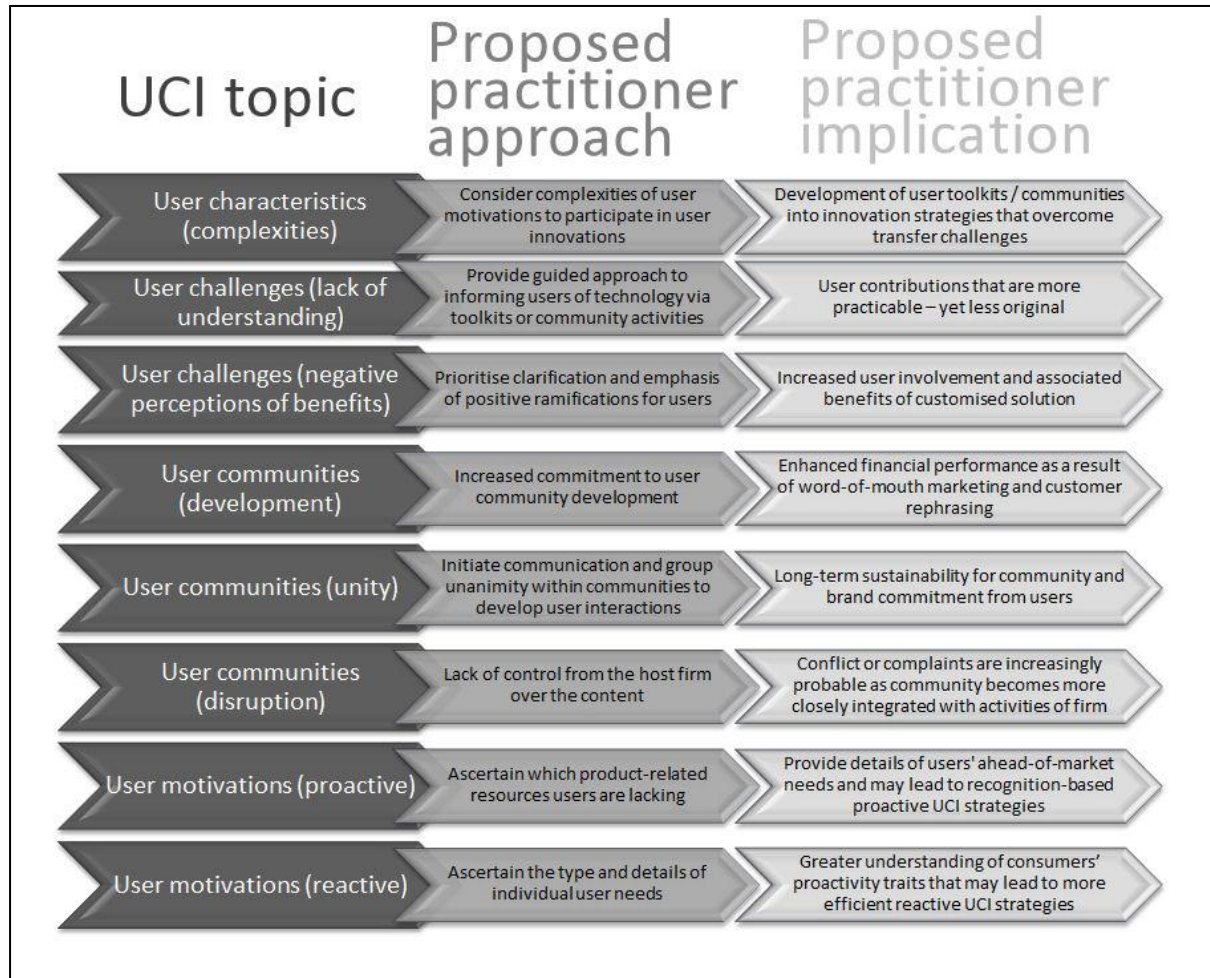 UCI topic
Proposed
practitioner
approach
Proposed
practitioner
implication
User characteristics
(complexities)
Consider complexities of user
motivations to participate in user
innovations
Development of user toolkits / communities
into innovation strategies that overcome
transfer challenges
User challenges (lack of
understanding)
Provide guided approach to
informing users of technology via
toolkits or community activities
User contributions that are more
practicable – yet less original
User challenges (negative
perceptions of benefits)
Prioritise clarification and emphasis
of positive ramifications for users
Increased user involvement and associated
benefits of customised solution
User communities
(development)
Increased commitment to user
community development
Enhanced financial performance as a result
of word-of-mouth marketing and customer
rephrasing
User communities (unity)
Initiate communication and group
unanimity within communities to
develop user interactions
Long-term sustainability for community and
brand commitment from users
User communities
(disruption)
Lack of control from the host firm
over the content
Conflict or complaints are increasingly
probable as community becomes more
closely integrated with activities of firm
User motivations (proactive)
Ascertain which product-related
resources users are lacking
Provide details of users' ahead-of-market
needs and may lead to recognition-based
proactive UCI strategies
User motivations (reactive)
Ascertain the type and details of
individual user needs
Greater understanding of consumers’
proactivity traits that may lead to more
efficient reactive UCI strategies